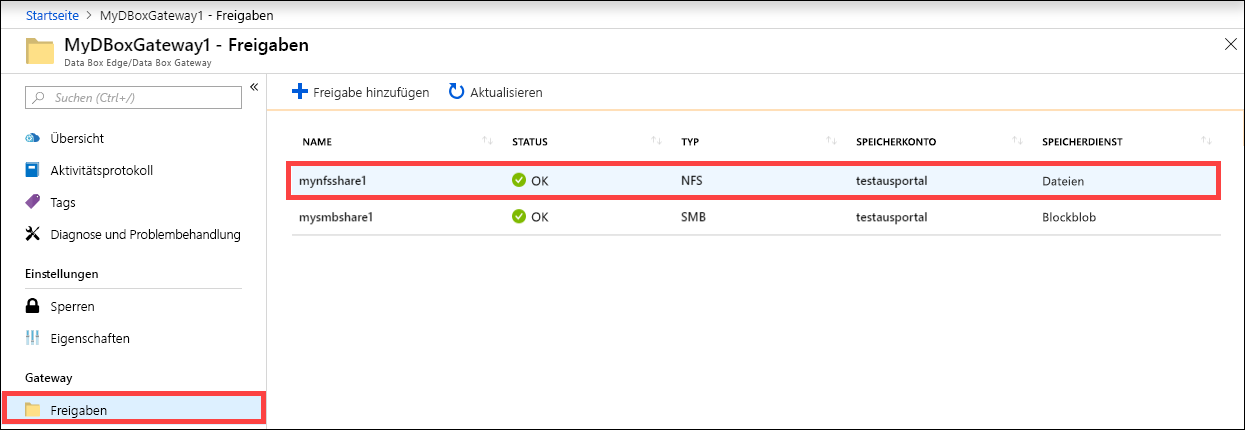 Startseite > MyDBoxGateway1 - Freigaben
MyDBoxGateway1 - Freigaben
Data Box Edge/Data Box Gateway
Suchen (Ctrl+/)
Übersicht
Aktivitätsprotokoll
Tags
Diagnose und Problembehandlung
Einstellungen
Sperren
Eigenschaften
Gateway
Freigaben
Freigabe hinzufügen Aktualisieren
NAME STATUS TYP SPEICHERKONTO SPEICHERDIENST
mynfsshare1 OK NFS testausportal Dateien
mysmbshare1 OK SMB testausportal Blockblob